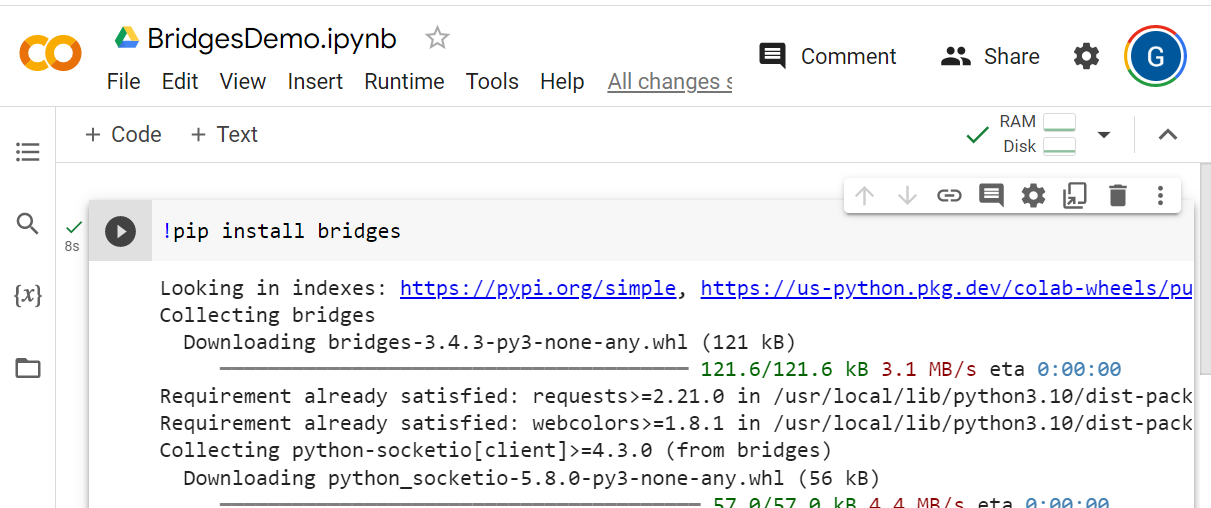 BridgesDemo.ipynb
Comment
Share
G
File Edit View Insert Runtime Tools Help All changes s
+ Code + Text
RAM
Disk
8s
!pip install bridges
Looking in indexes: https://pypi.org/simple, https://us-python.pkg.dev/colab-wheels/pu
Collecting bridges
Downloading bridges-3.4.3-py3-none-any.whl (121 kB)
121.6/121.6 kB 3.1 MB/s eta 0:00:00
Requirement already satisfied: requests>=2.21.0 in /usr/local/lib/python3.10/dist-pack
Requirement already satisfied: webcolors>=1.8.1 in /usr/local/lib/python3.10/dist-pack
{x}
Collecting python-socketio[client]>=4.3.0 (from bridges)
Downloading python_socketio-5.8.0-py3-none-any.whl (56 kB)
57.0/57.0 kB 4.4 MB/s eta 0:00:00